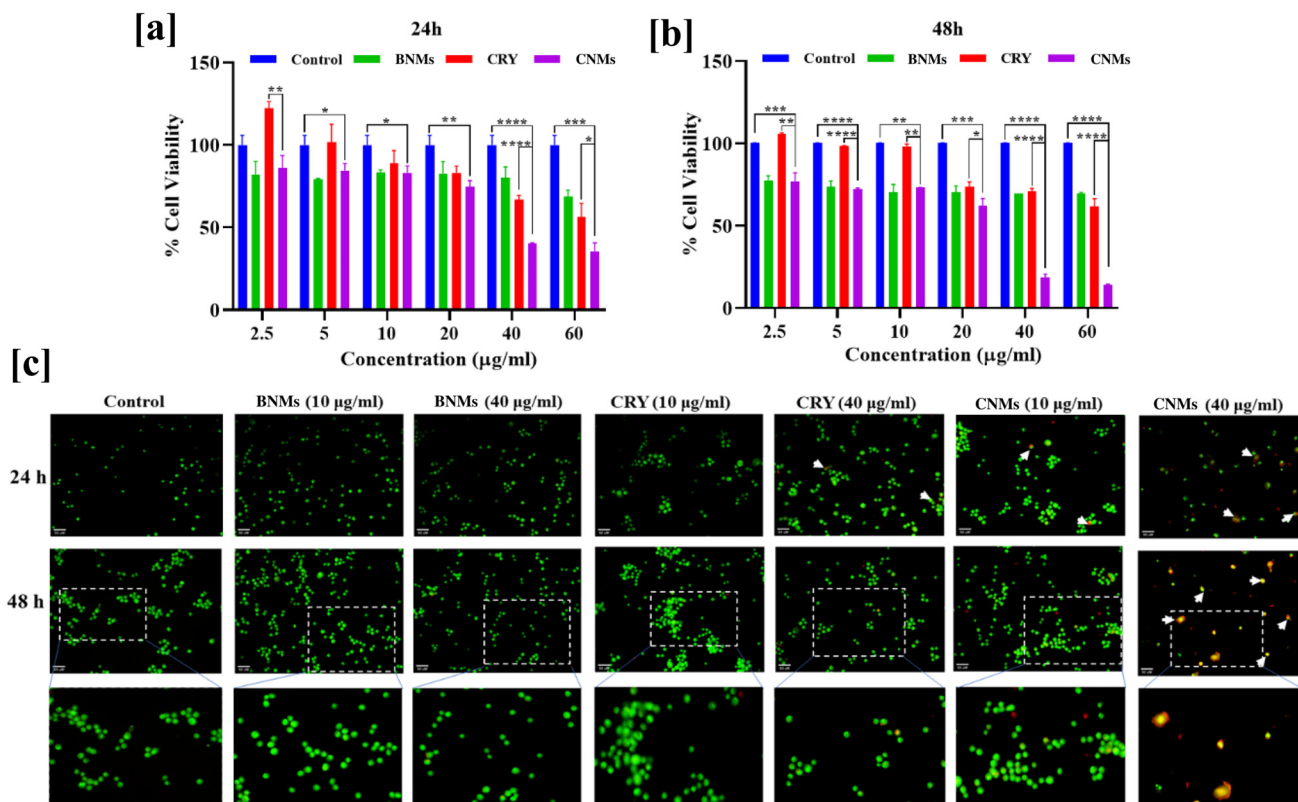 [a]
24h
Control BNMs CRY CNMs
% Cell Viability
150
100
50
0
** * * ** **** **** *** *
2.5 5 10 20 40 60
Concentration (μg/ml)
[b]
48h
Control BNMs CRY CNMs
% Cell Viability
150
100
50
0
*** ** **** **** ** ** *** * **** **** **** ****
2.5 5 10 20 40 60
Concentration (μg/ml)
[c]
Control BNMs (10 μg/ml) BNMs (40 μg/ml) CRY (10 μg/ml) CRY (40 μg/ml) CNMs (10 μg/ml) CNMs (40 μg/ml)
24 h
48 h